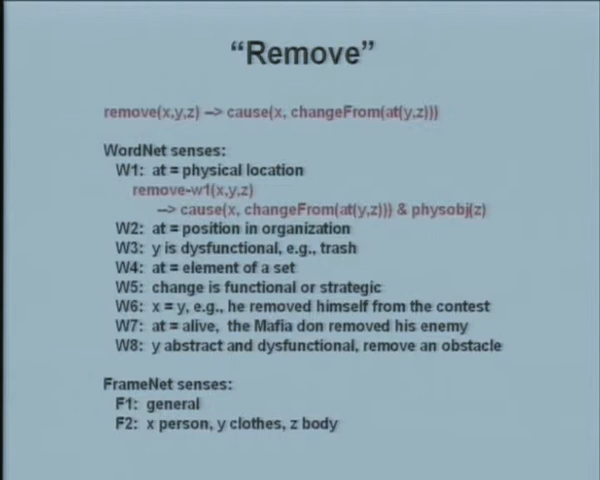 “Remove”
remove(x,y,z) --> cause(x, changeFrom(at(y,z)))
WordNet senses:
W1: at = physical location
remove-w1(x,y,z)
--> cause(x, changeFrom(at(y,z))) & physobj(z)
W2: at = position in organization
W3: y is dysfunctional, e.g., trash
W4: at = element of a set
W5: change is functional or strategic
W6: x = y, e.g., he removed himself from the contest
W7: at = alive, the Mafia don removed his enemy
W8: y abstract and dysfunctional, remove an obstacle
FrameNet senses:
F1: general
F2: x person, y clothes, z body